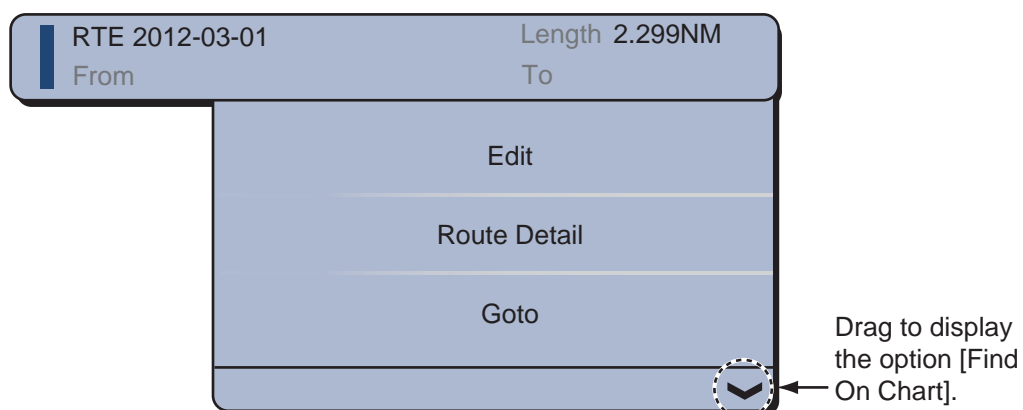 RTE 2012-03-01 Length 2.299NM
From To
Edit
Route Detail
Goto
Drag to display
the option [Find
On Chart].